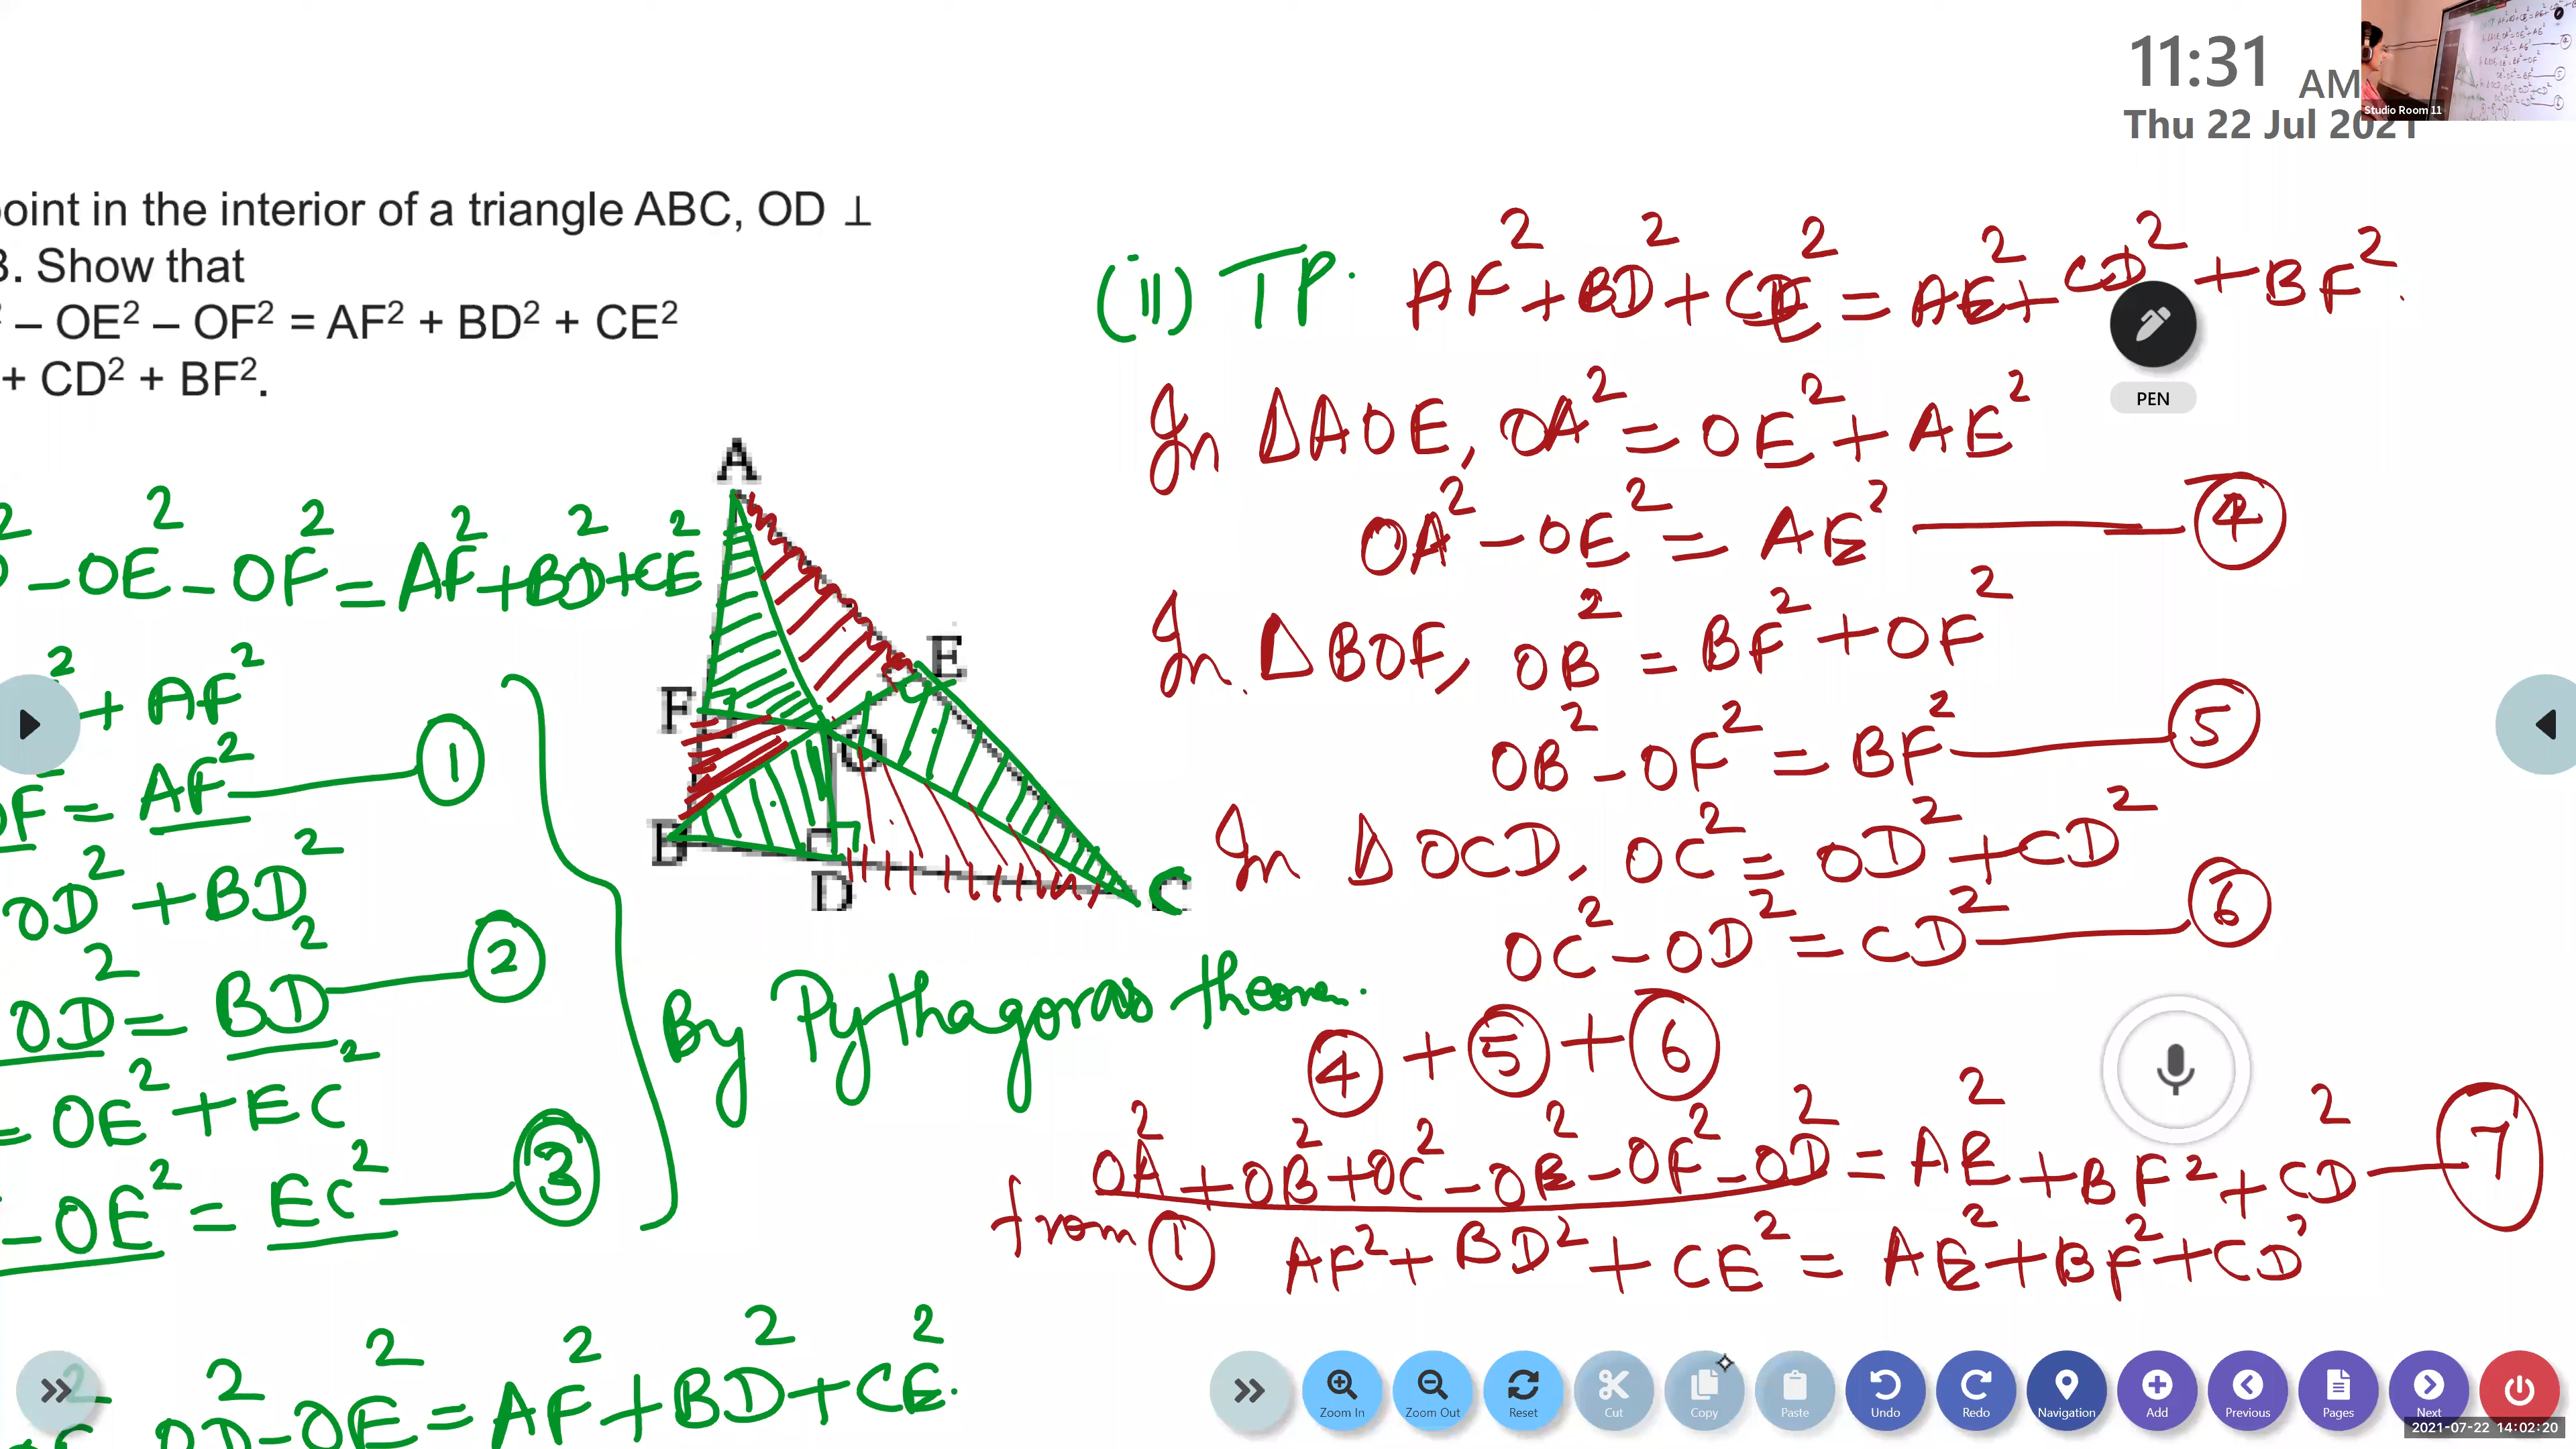 11:31 AM
Thu 22 Jul 2021
Studio Room 11
point in the interior of a triangle ABC, OD ⊥
B. Show that
– OE² – OF² = AF² + BD² + CE²
+ CD² + BF².
– OE² – OF² = AF² + BD² + CE²
² + AF²
OF² = AF² ——— ①
OD² + BD²
OD² = BD² ——— ②
= OE² + EC²
– OE² = EC² ——— ③
By Pythagoras theorem.
OD² – OE² = AF² + BD² + CE².
A
E
F
O
B
D
C
(ii) TP. AF² + BD² + CE² = AE² + CD² + BF².
In ΔAOE, OA² = OE² + AE²
OA² – OE² = AE² ——— ④
In ΔBOF, OB² = BF² + OF²
OB² – OF² = BF² ——— ⑤
In ΔOCD, OC² = OD² + CD²
OC² – OD² = CD² ——— ⑥
④ + ⑤ + ⑥
OA² + OB² + OC² – OE² – OF² – OD² = AE² + BF² + CD² ——— ⑦
from ① AF² + BD² + CE² = AE² + BF² + CD²
PEN
Zoom In
Zoom Out
Reset
Cut
Copy
Paste
Undo
Redo
Navigation
Add
Previous
Pages
Next
2021-07-22 14:02:20